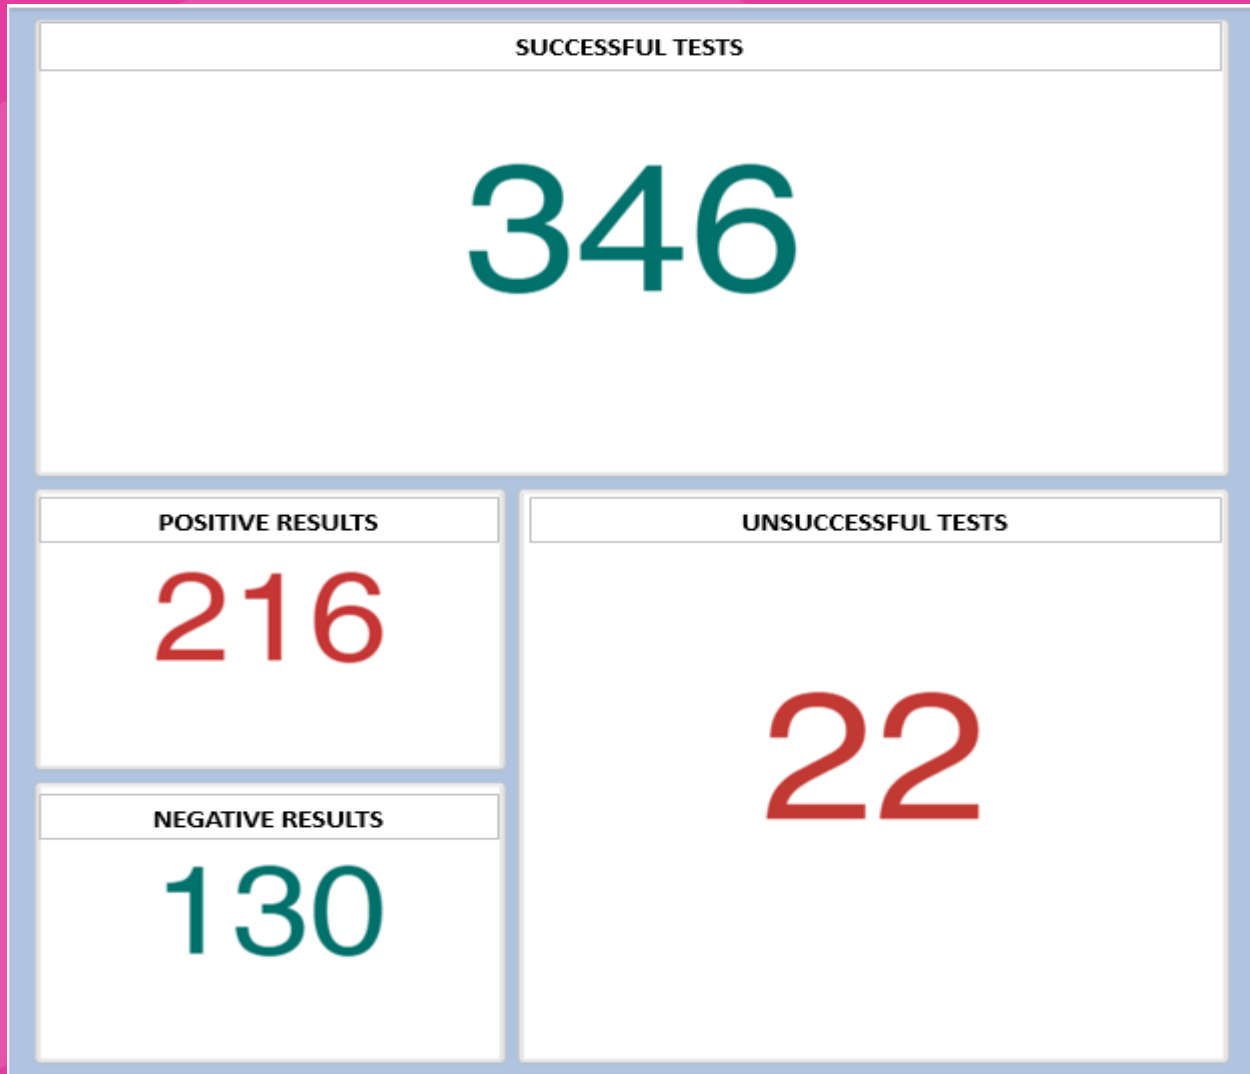 SUCCESSFUL TESTS
346
POSITIVE RESULTS
216
UNSUCCESSFUL TESTS
22
NEGATIVE RESULTS
130